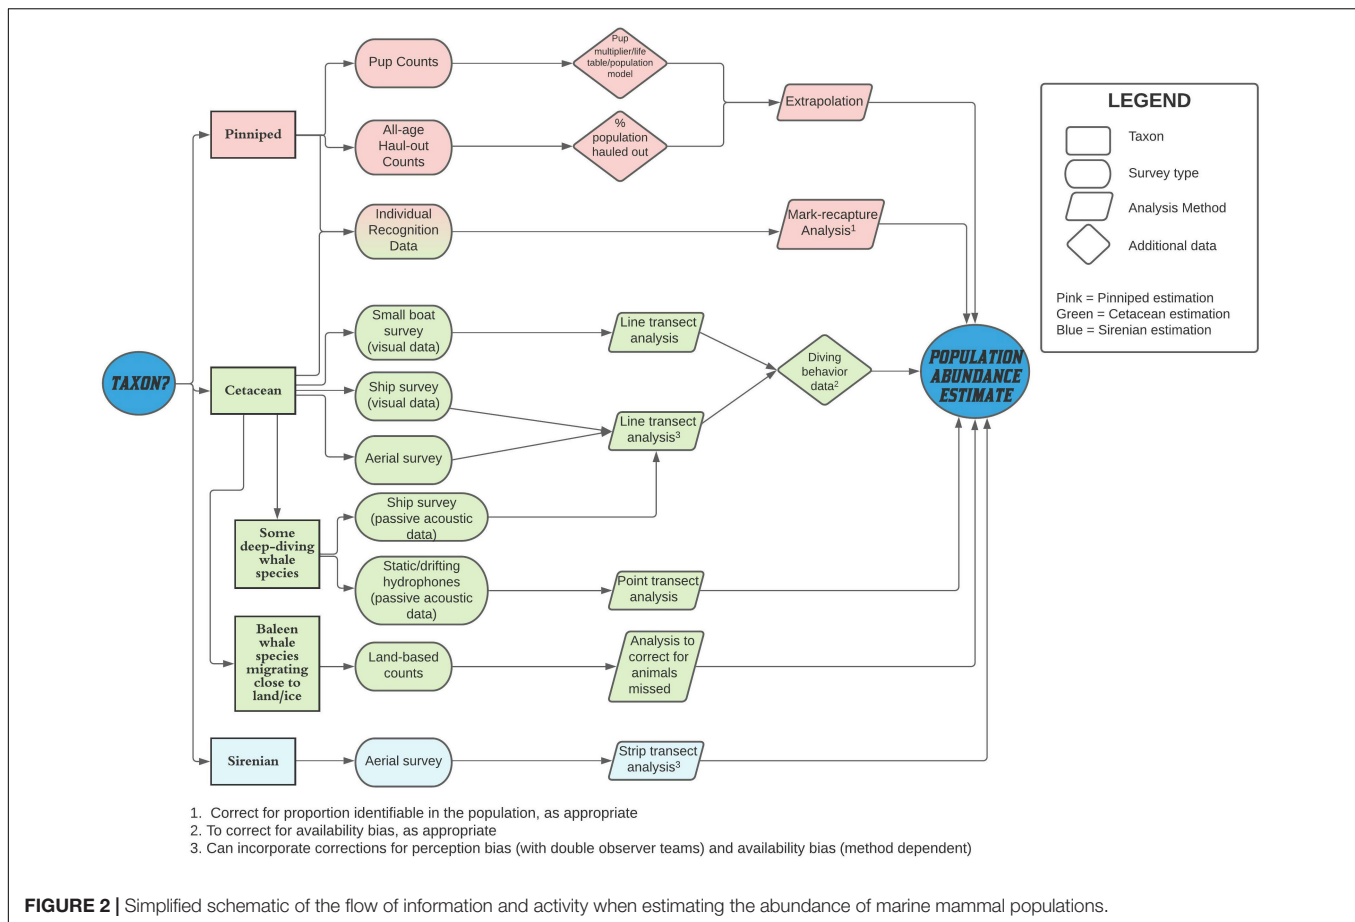 Pup Counts
Pup
multiplier/life
table/population
model
Extrapolation
Pinniped
All-age
Haul-out
Counts
%
population
hauled out
Individual
Recognition
Data
Mark-recapture
Analysis1
TAXON?
Cetacean
Small boat
survey
(visual data)
Line transect
analysis
Ship survey
(visual data)
Aerial survey
Line transect
analysis3
Diving
behavior
data2
POPULATION
ABUNDANCE
ESTIMATE
Some
deep-diving
whale
species
Ship survey
(passive acoustic
data)
Static/drifting
hydrophones
(passive acoustic
data)
Point transect
analysis
Baleen
whale
species
migrating
close to
land/ice
Land-based
counts
Analysis to
correct for
animals
missed
Sirenian
Aerial survey
Strip transect
analysis3
LEGEND
Taxon
Survey type
Analysis Method
Additional data
Pink = Pinniped estimation
Green = Cetacean estimation
Blue = Sirenian estimation
1. Correct for proportion identifiable in the population, as appropriate
2. To correct for availability bias, as appropriate
3. Can incorporate corrections for perception bias (with double observer teams) and availability bias (method dependent)
FIGURE 2 | Simplified schematic of the flow of information and activity when estimating the abundance of marine mammal populations.